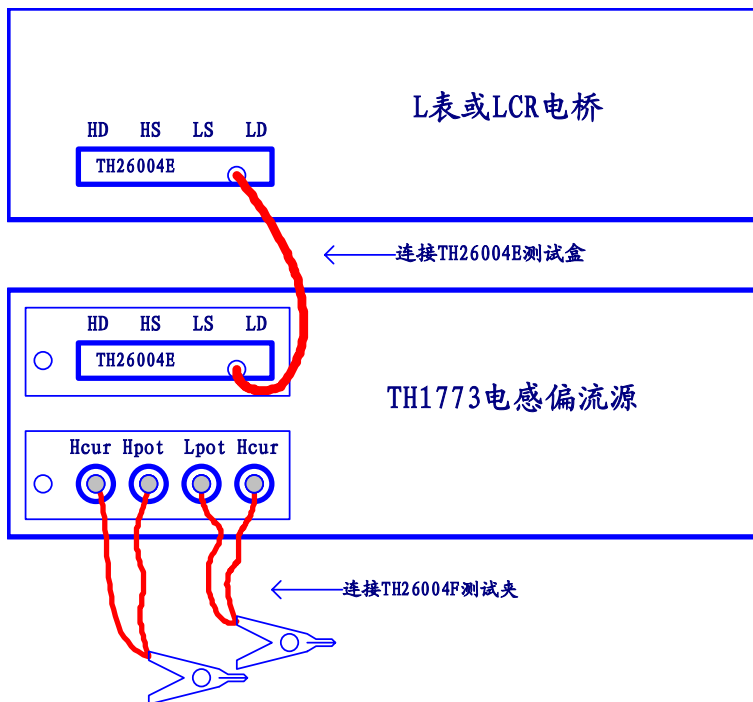 L表或LCR电桥
HD HS LS LD
TH26004E
连接TH26004E测试盒
HD HS LS LD
TH26004E
TH1773电感偏流源
Hcur Hpot Lpot Hcur
连接TH26004F测试夹